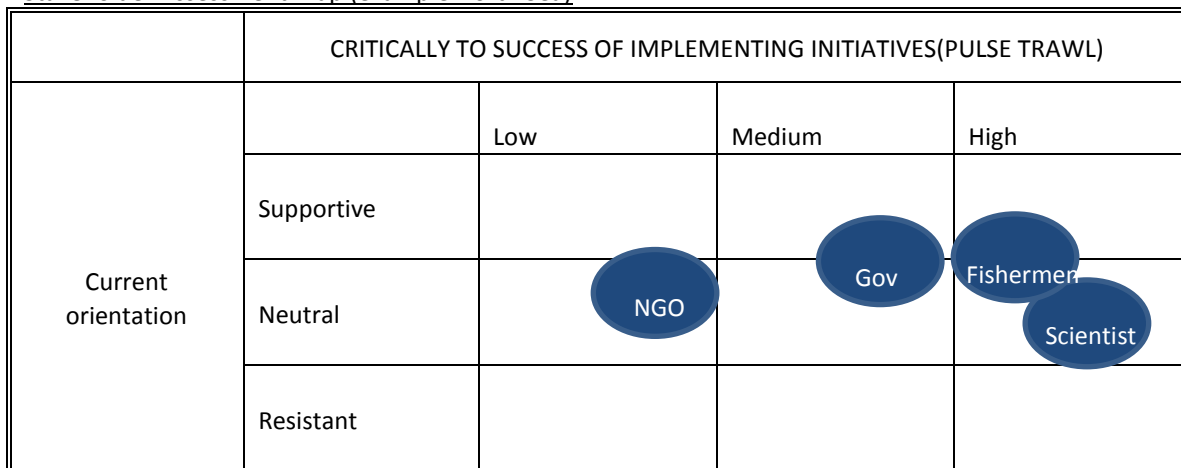 CRITICALLY TO SUCCESS OF IMPLEMENTING INITIATIVES(PULSE TRAWL)
Low
Medium
High
Supportive
Current
orientation
Neutral
NGO
Gov
Fishermen
Scientist
Resistant